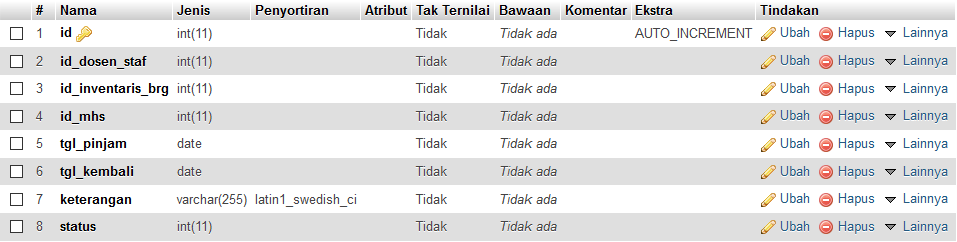 # Nama Jenis Penyortiran Atribut Tak Ternilai Bawaan Komentar Ekstra Tindakan
1 id int(11) Tidak Tidak ada AUTO_INCREMENT Ubah Hapus Lainnya
2 id_dosen_staf int(11) Tidak Tidak ada Ubah Hapus Lainnya
3 id_inventaris_brg int(11) Tidak Tidak ada Ubah Hapus Lainnya
4 id_mhs int(11) Tidak Tidak ada Ubah Hapus Lainnya
5 tgl_pinjam date Tidak Tidak ada Ubah Hapus Lainnya
6 tgl_kembali date Tidak Tidak ada Ubah Hapus Lainnya
7 keterangan varchar(255) latin1_swedish_ci Tidak Tidak ada Ubah Hapus Lainnya
8 status int(11) Tidak Tidak ada Ubah Hapus Lainnya